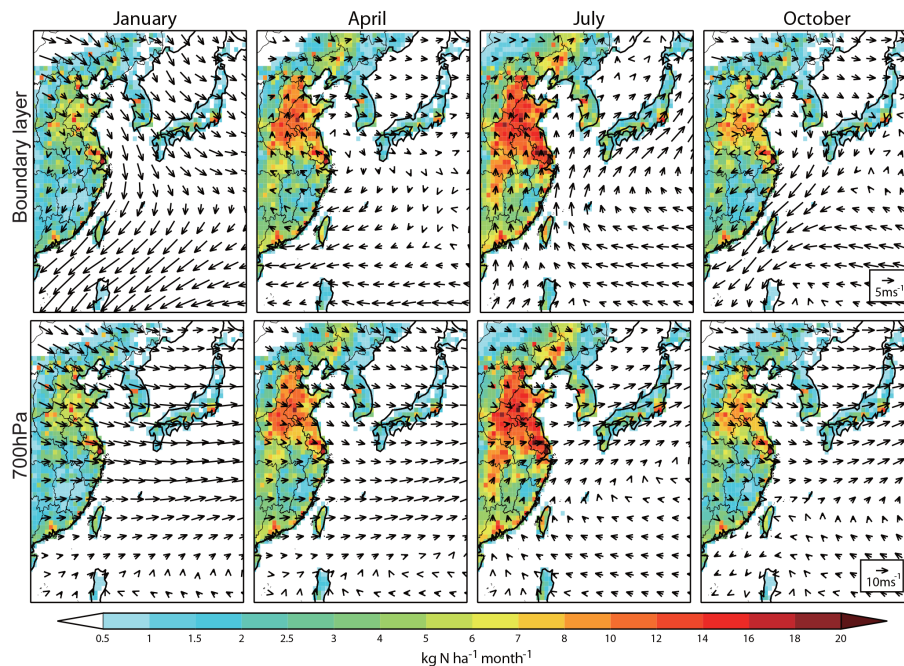 January April July October
Boundary layer
5ms⁻¹
700hPa
10ms⁻¹
0.5 1 1.5 2 2.5 3 4 5 6 7 8 10 12 14 16 18 20
kg N ha⁻¹ month⁻¹